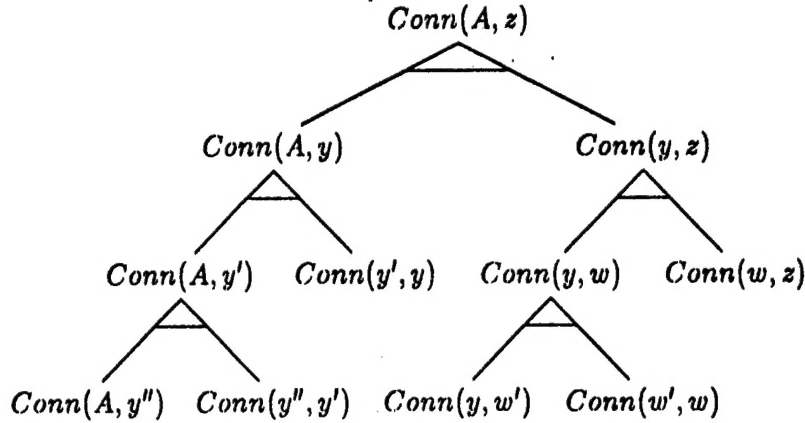 Conn(A, z)
Conn(A, y) Conn(y, z)
Conn(A, y') Conn(y', y) Conn(y, w) Conn(w, z)
Conn(A, y'') Conn(y'', y') Conn(y, w') Conn(w', w)